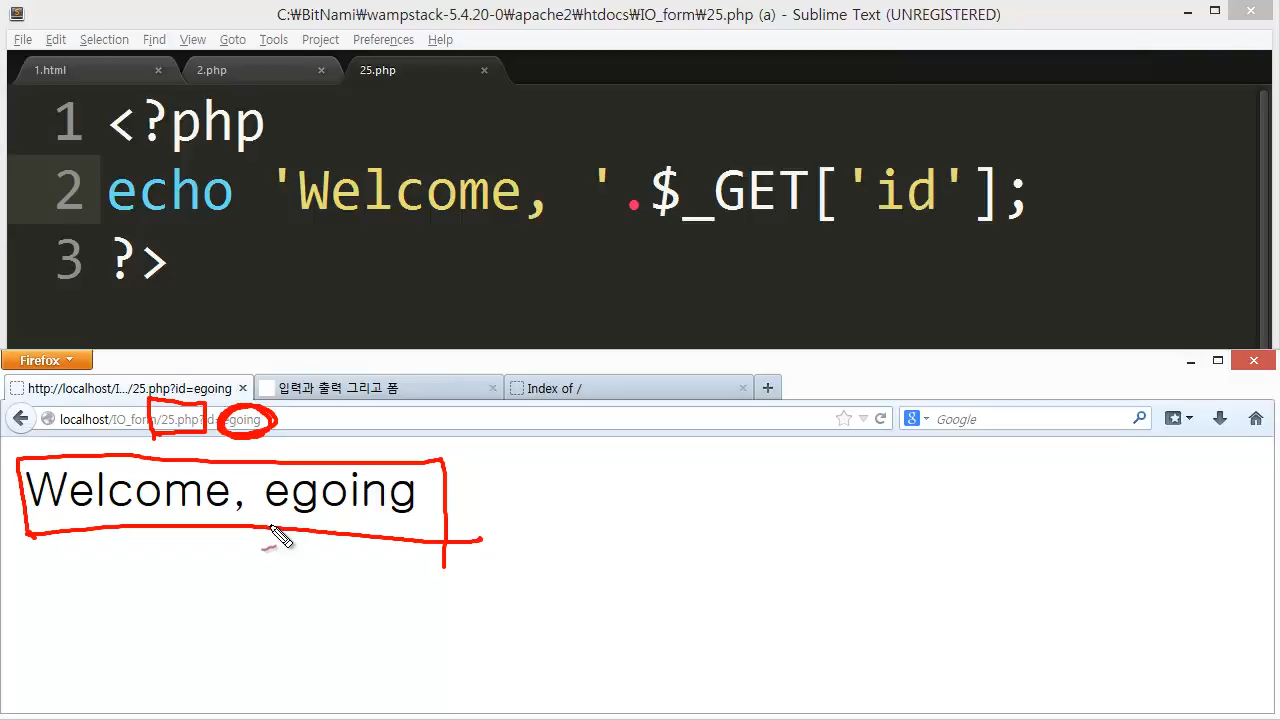 C:₩BitNami₩wampstack-5.4.20-0₩apache2₩htdocs₩IO_form₩25.php (a) - Sublime Text (UNREGISTERED)
File Edit Selection Find View Goto Tools Project Preferences Help
1.html × 2.php × 25.php ×
1 <?php
2 echo 'Welcome, '.$_GET['id'];
3 ?>
Firefox
http://localhost/I.../25.php?id=egoing × 입력과 출력 그리고 폼 × Index of / × +
localhost/IO_form/25.php?id=egoing Google
Welcome, egoing